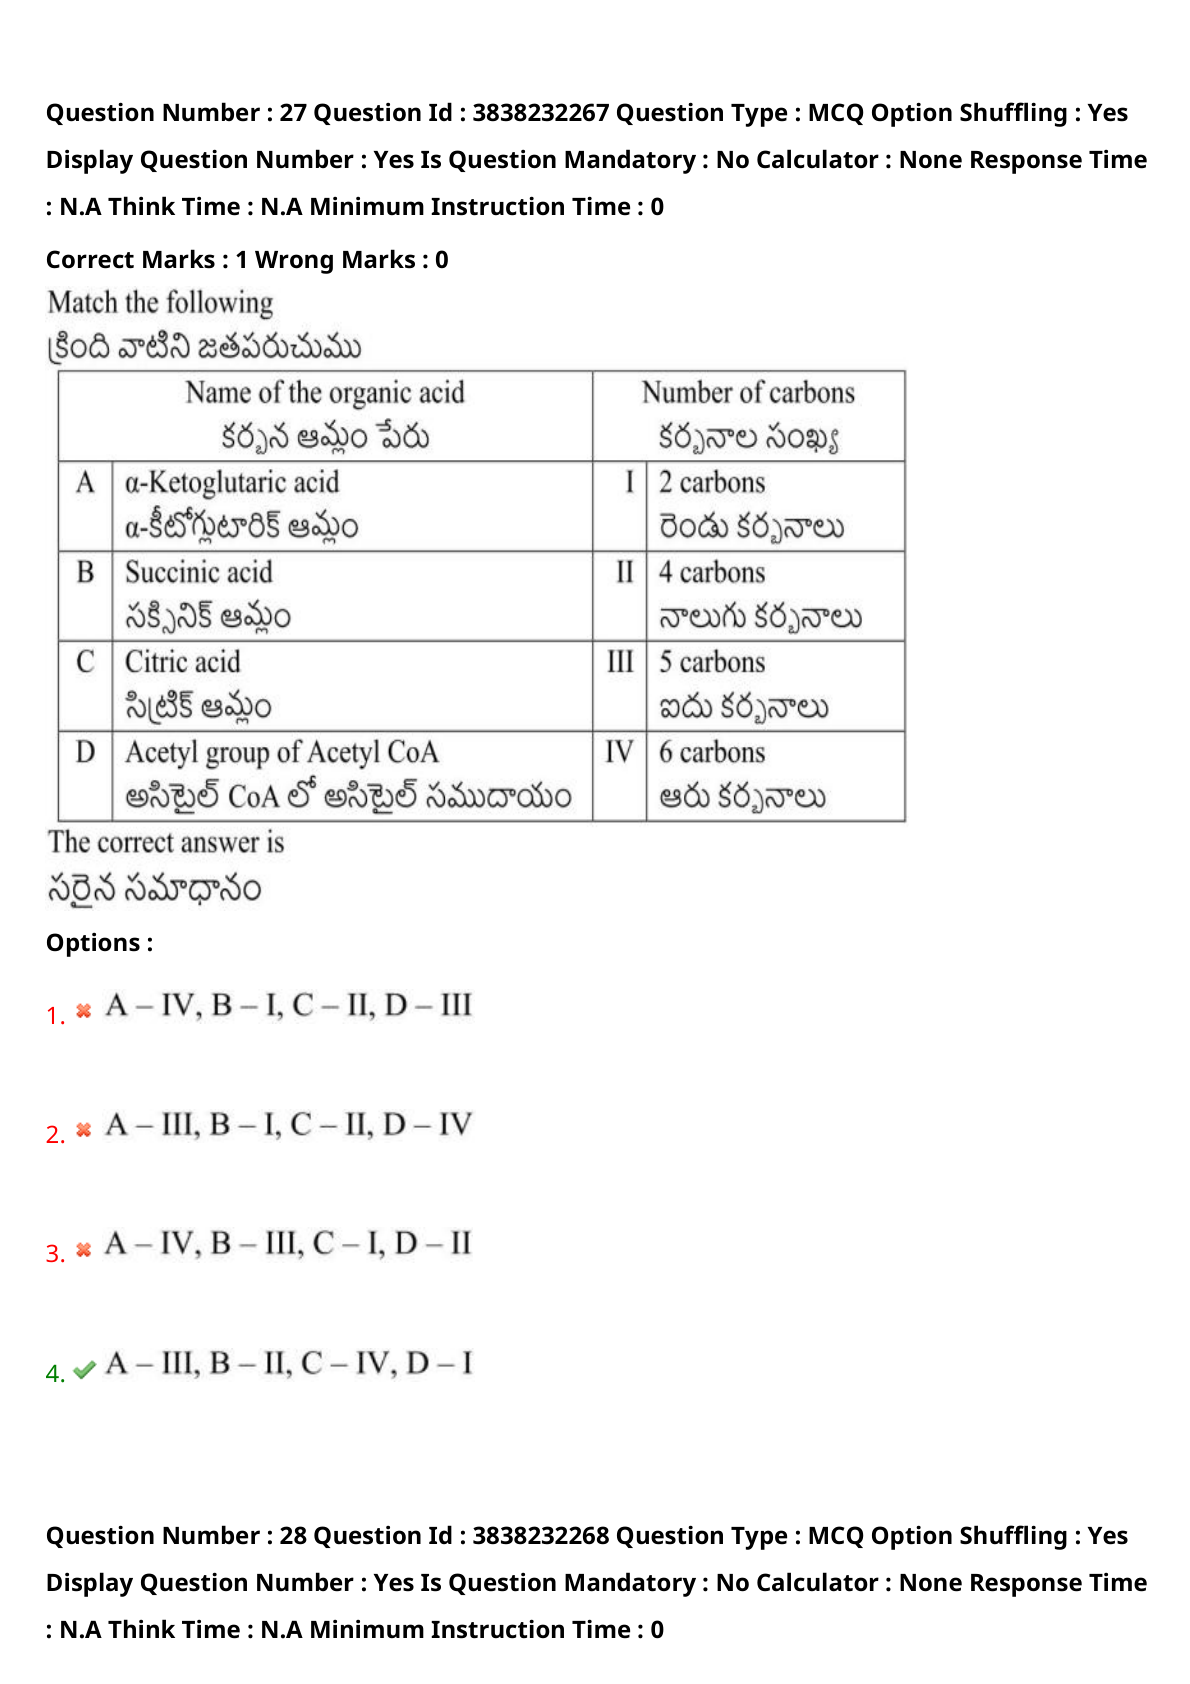 Question Number : 27 Question Id : 3838232267 Question Type : MCQ Option Shuffling : Yes
Display Question Number : Yes Is Question Mandatory : No Calculator : None Response Time
: N.A Think Time : N.A Minimum Instruction Time : 0
Correct Marks : 1 Wrong Marks : 0
Match the following
క్రింది వాటిని జతపరుచుము
Name of the organic acid Number of carbons
కర్బన ఆమ్లం పేరు కర్బనాల సంఖ్య
A α-Ketoglutaric acid I 2 carbons
α-కీటోగ్లుటారిక్ ఆమ్లం రెండు కర్బనాలు
B Succinic acid II 4 carbons
సక్సినిక్ ఆమ్లం నాలుగు కర్బనాలు
C Citric acid III 5 carbons
సిట్రిక్ ఆమ్లం ఐదు కర్బనాలు
D Acetyl group of Acetyl CoA IV 6 carbons
అసిటైల్ CoA లో అసిటైల్ సముదాయం ఆరు కర్బనాలు
The correct answer is
సరైన సమాధానం
Options :
1. A – IV, B – I, C – II, D – III
2. A – III, B – I, C – II, D – IV
3. A – IV, B – III, C – I, D – II
4. A – III, B – II, C – IV, D – I
Question Number : 28 Question Id : 3838232268 Question Type : MCQ Option Shuffling : Yes
Display Question Number : Yes Is Question Mandatory : No Calculator : None Response Time
: N.A Think Time : N.A Minimum Instruction Time : 0